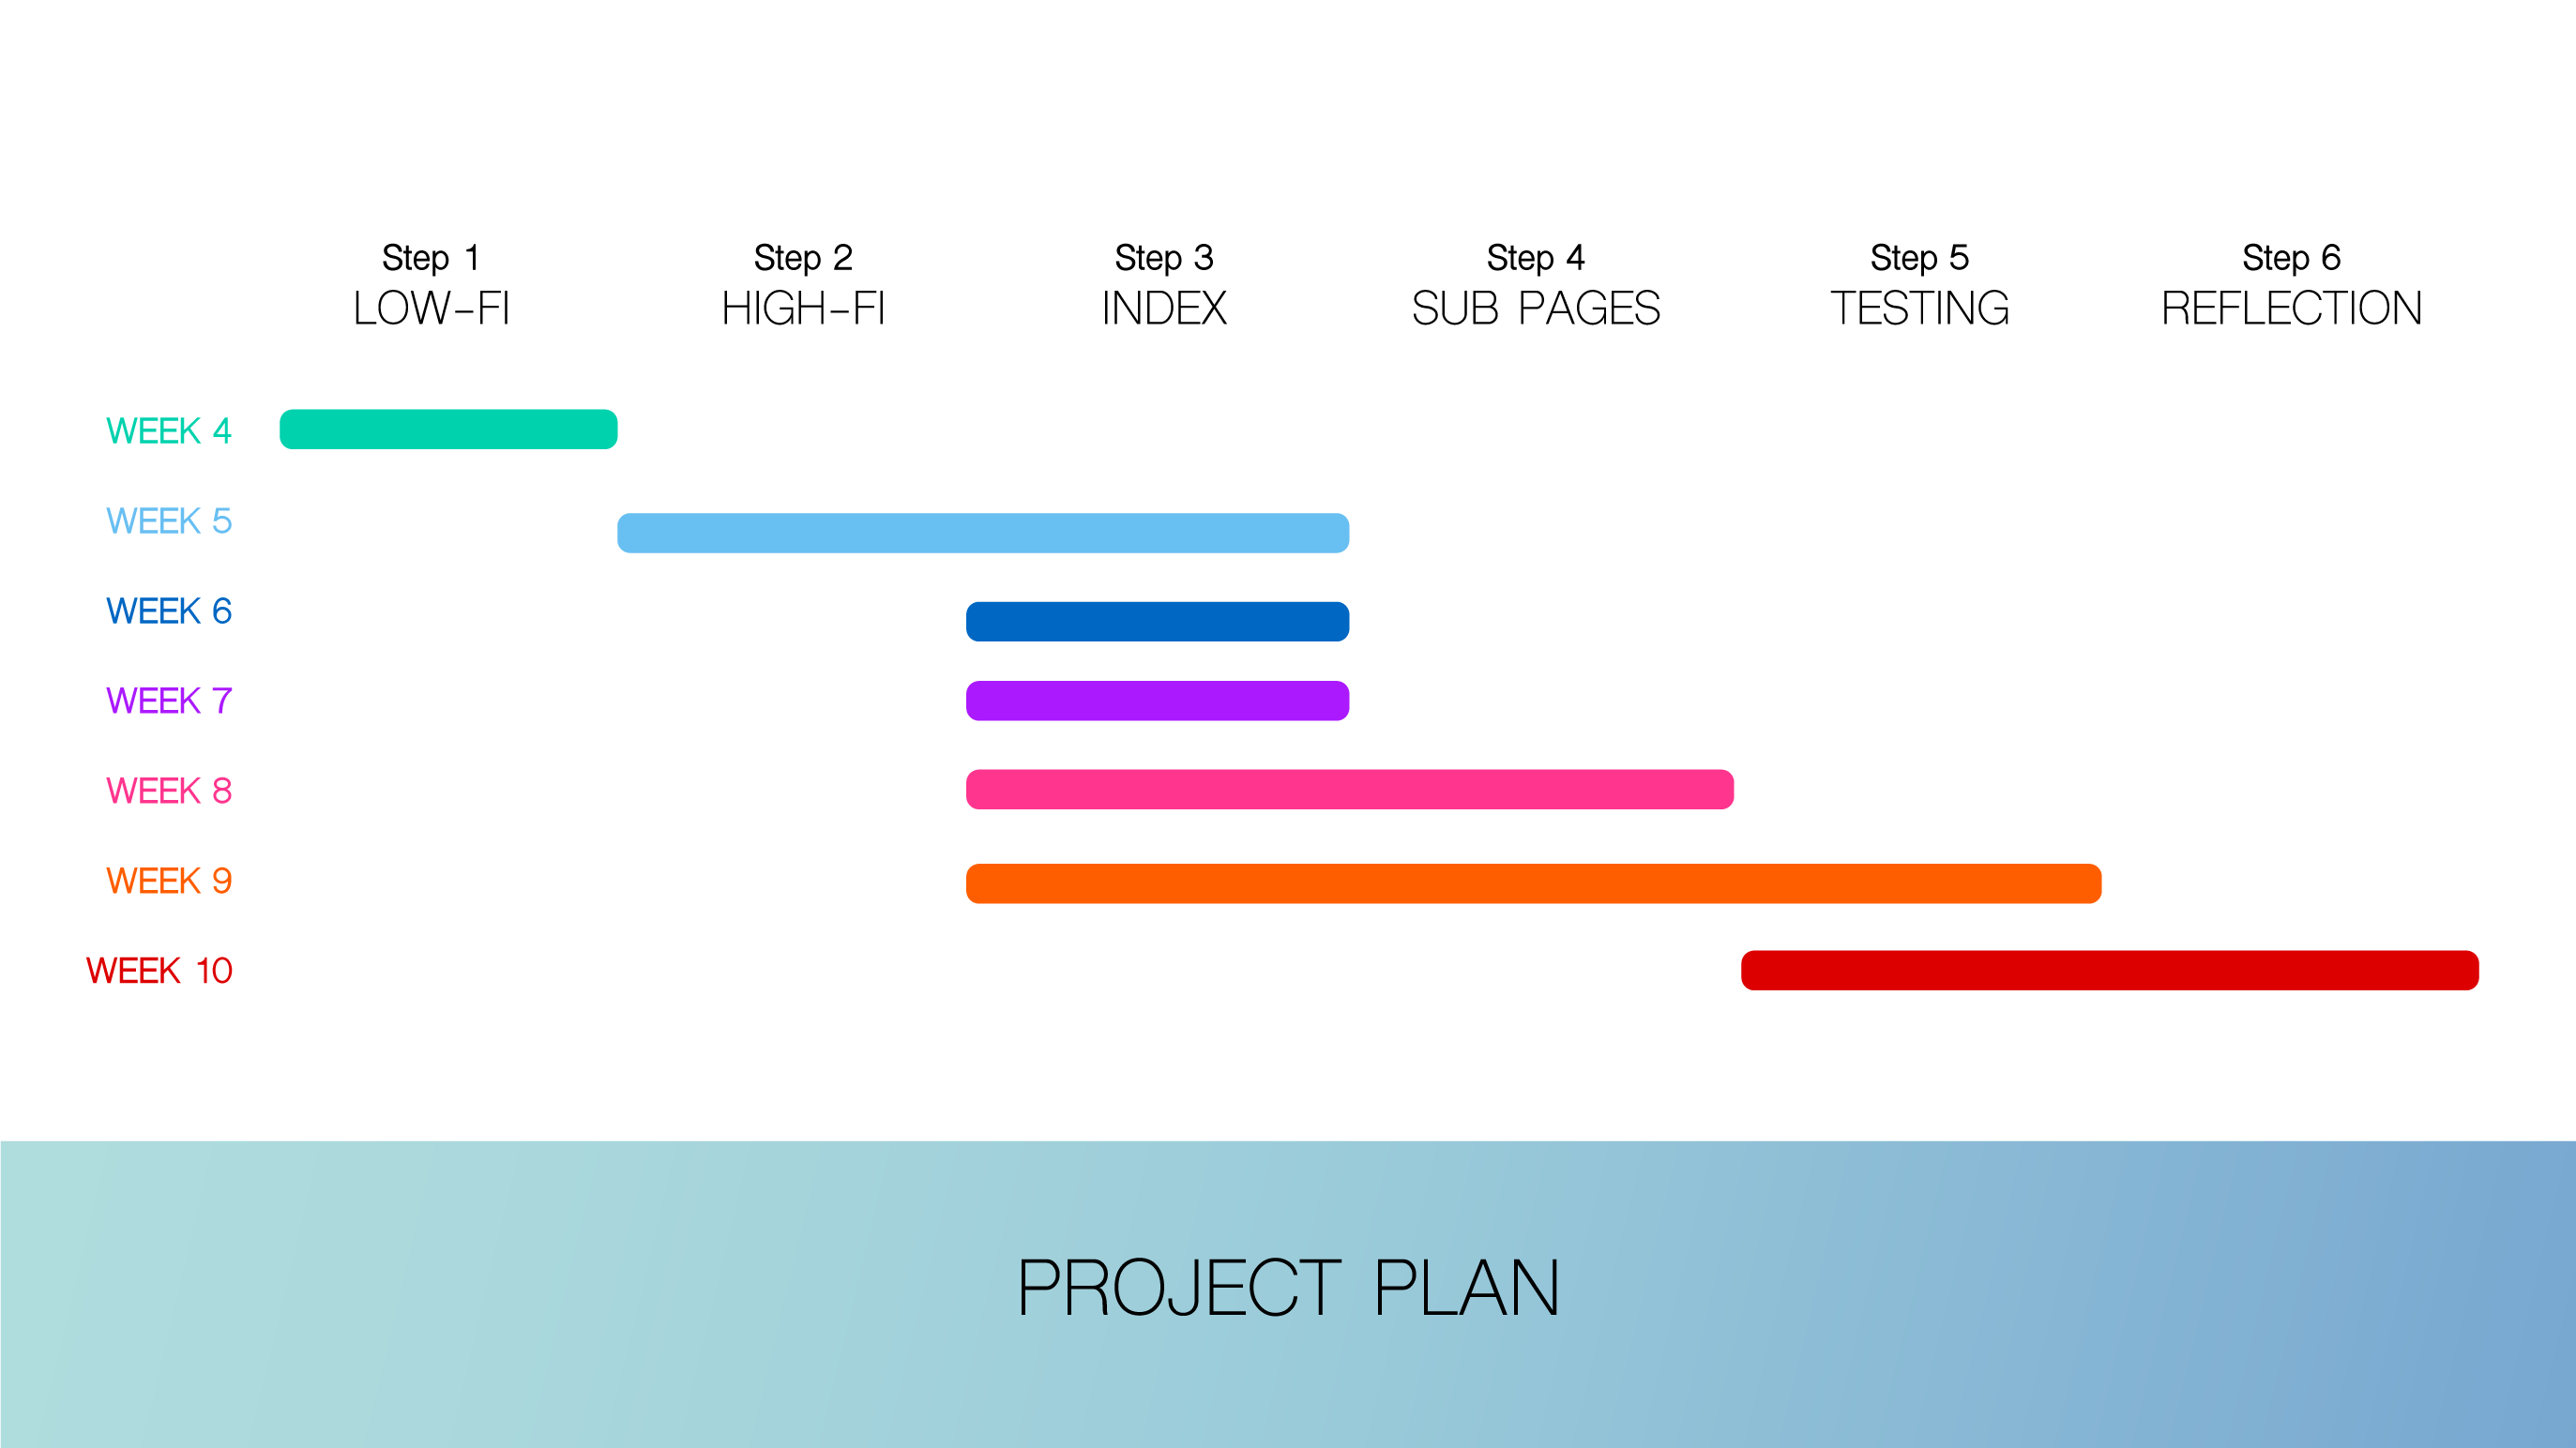 Step 1
LOW-FI
Step 2
HIGH-FI
Step 3
INDEX
Step 4
SUB PAGES
Step 5
TESTING
Step 6
REFLECTION
WEEK 4
WEEK 5
WEEK 6
WEEK 7
WEEK 8
WEEK 9
WEEK 10
PROJECT PLAN